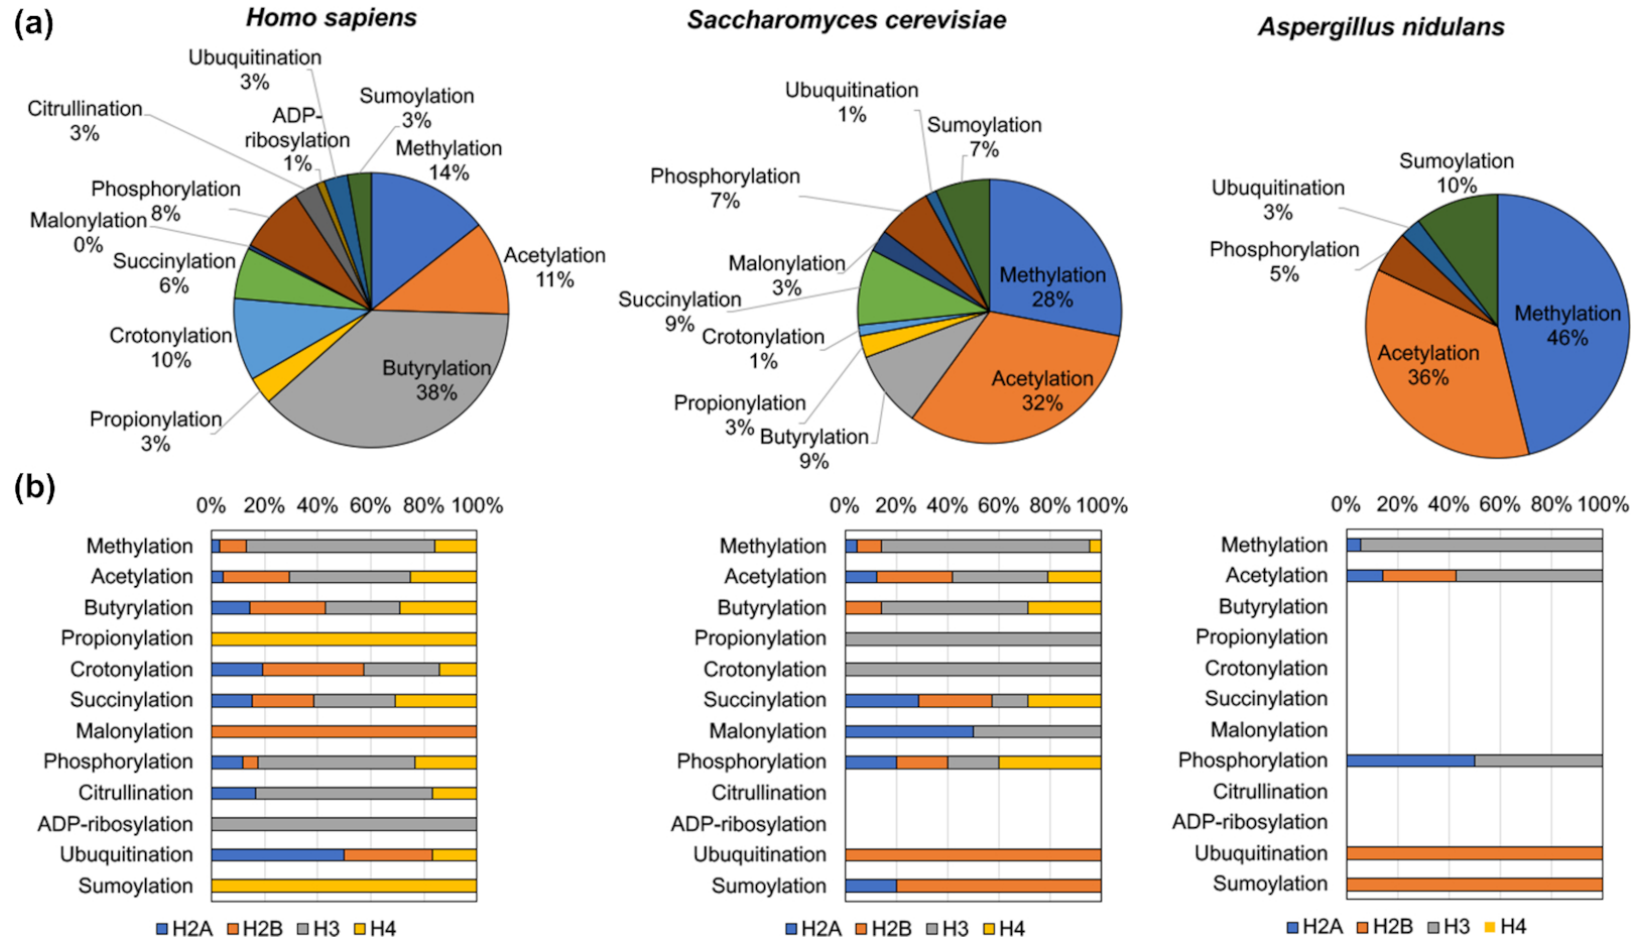 (a)
Homo sapiens
Ubuquitination
3%
Sumoylation
3%
Citrullination
3%
ADP-
ribosylation
1%
Methylation
14%
Phosphorylation
8%
Malonylation
0%
Acetylation
11%
Succinylation
6%
Crotonylation
10%
Butyrylation
38%
Propionylation
3%
Saccharomyces cerevisiae
Ubuquitination
1%
Sumoylation
7%
Phosphorylation
7%
Malonylation
3%
Methylation
28%
Succinylation
9%
Crotonylation
1%
Acetylation
32%
Propionylation
3%
Butyrylation
9%
Aspergillus nidulans
Sumoylation
10%
Ubuquitination
3%
Phosphorylation
5%
Methylation
46%
Acetylation
36%
(b)
0% 20% 40% 60% 80% 100%
Methylation
Acetylation
Butyrylation
Propionylation
Crotonylation
Succinylation
Malonylation
Phosphorylation
Citrullination
ADP-ribosylation
Ubuquitination
Sumoylation
H2A H2B H3 H4
0% 20% 40% 60% 80% 100%
Methylation
Acetylation
Butyrylation
Propionylation
Crotonylation
Succinylation
Malonylation
Phosphorylation
Citrullination
ADP-ribosylation
Ubuquitination
Sumoylation
H2A H2B H3 H4
0% 20% 40% 60% 80% 100%
Methylation
Acetylation
Butyrylation
Propionylation
Crotonylation
Succinylation
Malonylation
Phosphorylation
Citrullination
ADP-ribosylation
Ubuquitination
Sumoylation
H2A H2B H3 H4